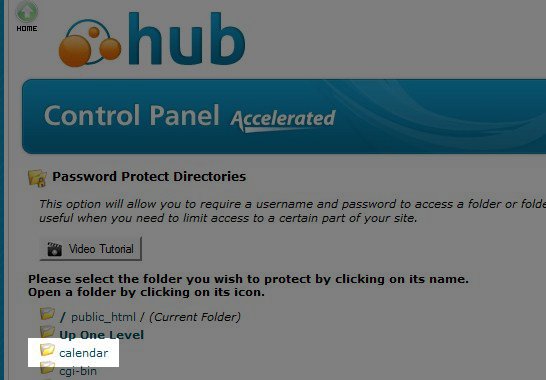 HOME
hub
Control Panel Accelerated
Password Protect Directories
This option will allow you to require a username and password to access a folder or
useful when you need to limit access to a certain part of your site.
Video Tutorial
Please select the folder you wish to protect by clicking on its name.
Open a folder by clicking on its icon.
/ public_html / (Current Folder)
Up One Level
calendar
cgi-bin